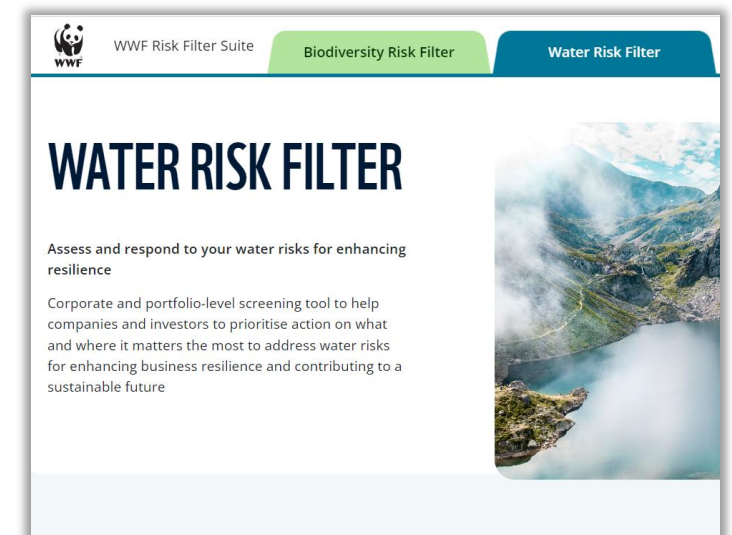 WWF Risk Filter Suite
Biodiversity Risk Filter
Water Risk Filter
WWF
WATER RISK FILTER
Assess and respond to your water risks for enhancing
resilience
Corporate and portfolio-level screening tool to help
companies and investors to prioritise action on what
and where it matters the most to address water risks
for enhancing business resilience and contributing to a
sustainable future